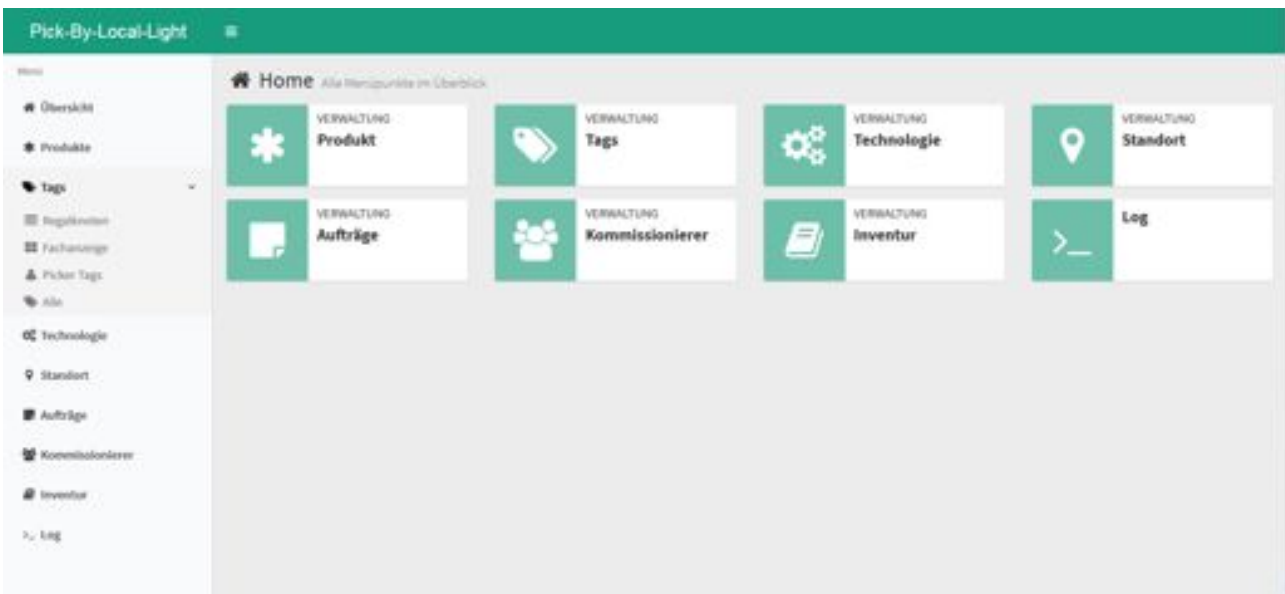 Pick-By-Local-Light
Menü
Übersicht
Produkte
Tags
Regalknoten
Fachanzeige
Picker Tags
Alle
Technologie
Standort
Aufträge
Kommissionierer
Inventur
>_ Log
Home Alle Menüpunkte im Überblick
VERWALTUNG
Produkt
VERWALTUNG
Tags
VERWALTUNG
Technologie
VERWALTUNG
Standort
VERWALTUNG
Aufträge
VERWALTUNG
Kommissionierer
VERWALTUNG
Inventur
>_
Log